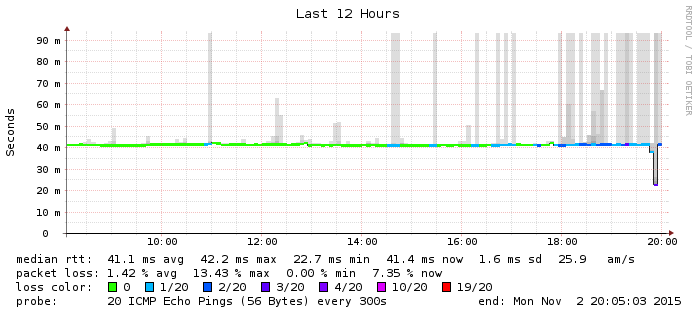 Last 12 Hours
RRDTOOL / TOBI OETIKER
Seconds
90 m
80 m
70 m
60 m
50 m
40 m
30 m
20 m
10 m
0
10:00 12:00 14:00 16:00 18:00 20:00
median rtt: 41.1 ms avg 42.2 ms max 22.7 ms min 41.4 ms now 1.6 ms sd 25.9 am/s
packet loss: 1.42 % avg 13.43 % max 0.00 % min 7.35 % now
loss color: 0 1/20 2/20 3/20 4/20 10/20 19/20
probe: 20 ICMP Echo Pings (56 Bytes) every 300s end: Mon Nov 2 20:05:03 2015